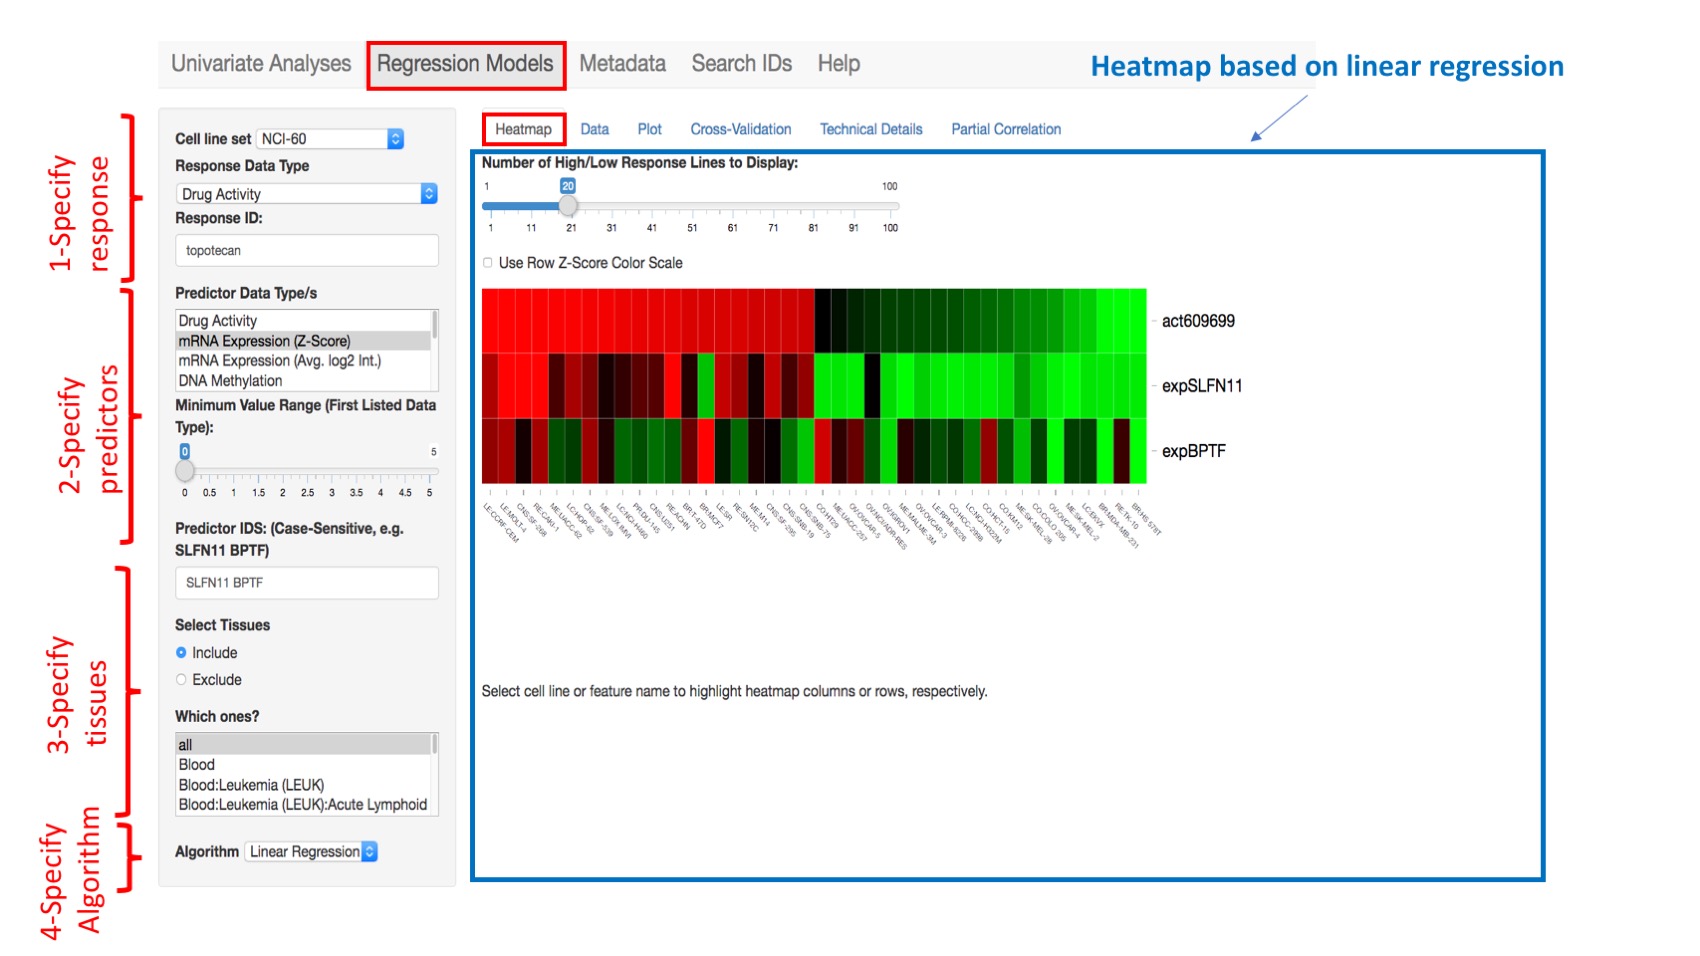 Univariate Analyses Regression Models Metadata Search IDs Help
Heatmap based on linear regression
1-Specify
response
2-Specify
predictors
3-Specify
tissues
4-Specify
Algorithm
Cell line set NCI-60
Response Data Type
Drug Activity
Response ID:
topotecan
Predictor Data Type/s
Drug Activity
mRNA Expression (Z-Score)
mRNA Expression (Avg. log2 Int.)
DNA Methylation
Minimum Value Range (First Listed Data
Type):
0 5
0 0.5 1 1.5 2 2.5 3 3.5 4 4.5 5
Predictor IDS: (Case-Sensitive, e.g.
SLFN11 BPTF)
SLFN11 BPTF
Select Tissues
Include
Exclude
Which ones?
all
Blood
Blood:Leukemia (LEUK)
Blood:Leukemia (LEUK):Acute Lymphoid
Algorithm Linear Regression
Heatmap Data Plot Cross-Validation Technical Details Partial Correlation
Number of High/Low Response Lines to Display:
1 20 100
1 11 21 31 41 51 61 71 81 91 100
Use Row Z-Score Color Scale
act609699
expSLFN11
expBPTF
LE:CCRF-CEM
LE:MOLT-4
CNS:SF-268
RE:CAKI-1
ME:UACC-62
LC:HOP-62
CNS:SF-539
ME:LOX IMVI
LC:NCI-H460
PR:DU-145
CNS:U251
RE:ACHN
BR:T-47D
BR:MCF7
LE:SR
RE:SN12C
ME:M14
CNS:SF-295
CNS:SNB-19
CNS:SNB-75
CO:HT29
ME:UACC-257
OV:OVCAR-5
OV:NCI/ADR-RES
OV:IGROV1
ME:MALME-3M
OV:OVCAR-3
LE:RPMI-8226
CO:HCC-2998
LC:NCI-H322M
CO:HCT-15
CO:KM12
ME:SK-MEL-28
CO:COLO 205
OV:OVCAR-4
ME:SK-MEL-2
LC:EKVX
BR:MDA-MB-231
RE:TK-10
BR:HS 578T
Select cell line or feature name to highlight heatmap columns or rows, respectively.